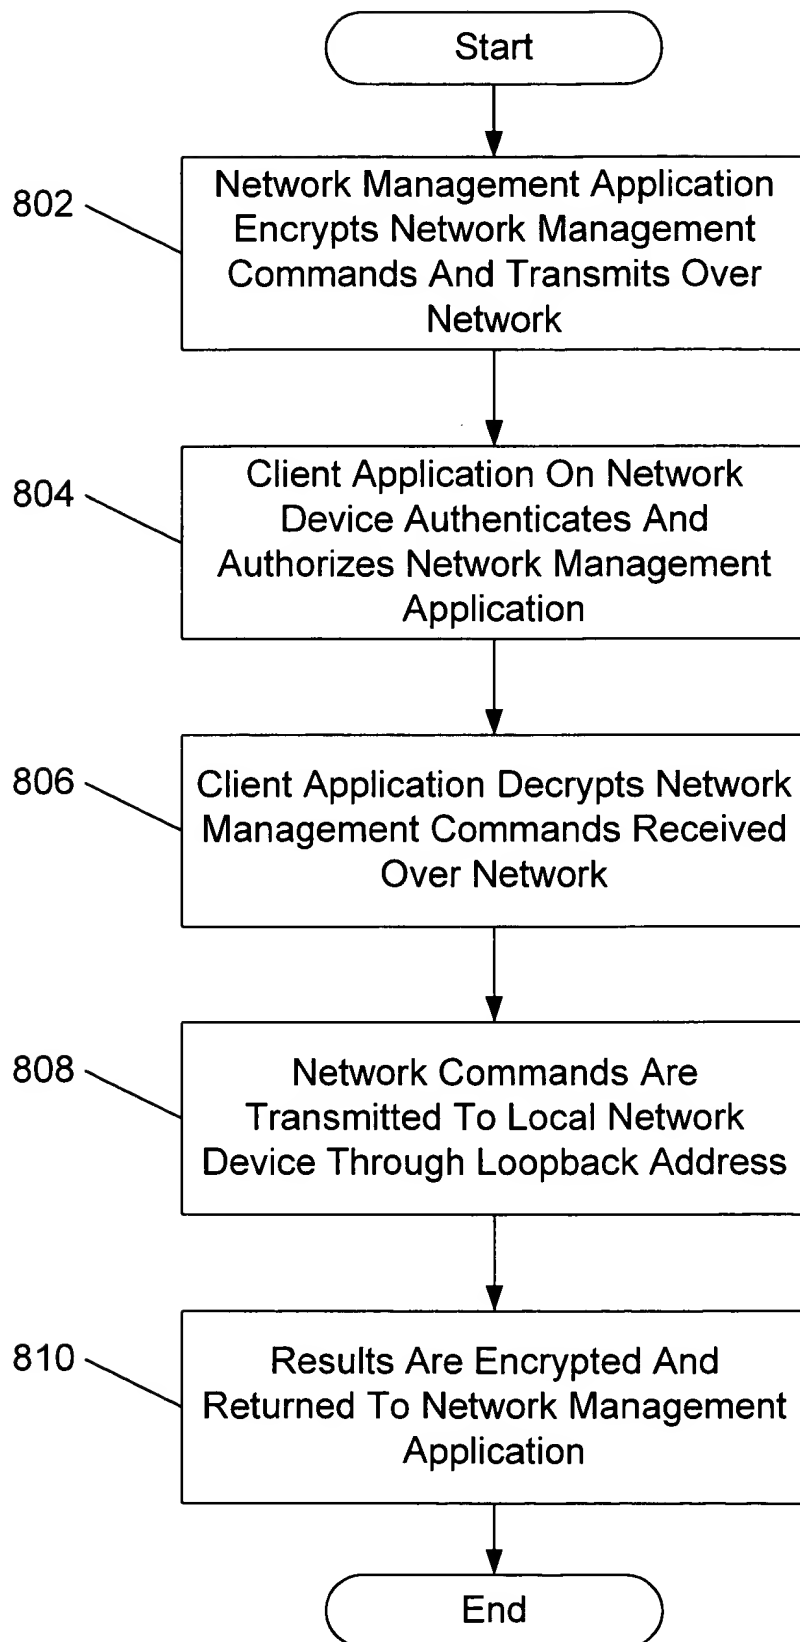 Start
802
Network Management Application
Encrypts Network Management
Commands And Transmits Over
Network
804
Client Application On Network
Device Authenticates And
Authorizes Network Management
Application
806
Client Application Decrypts Network
Management Commands Received
Over Network
808
Network Commands Are
Transmitted To Local Network
Device Through Loopback Address
810
Results Are Encrypted And
Returned To Network Management
Application
End